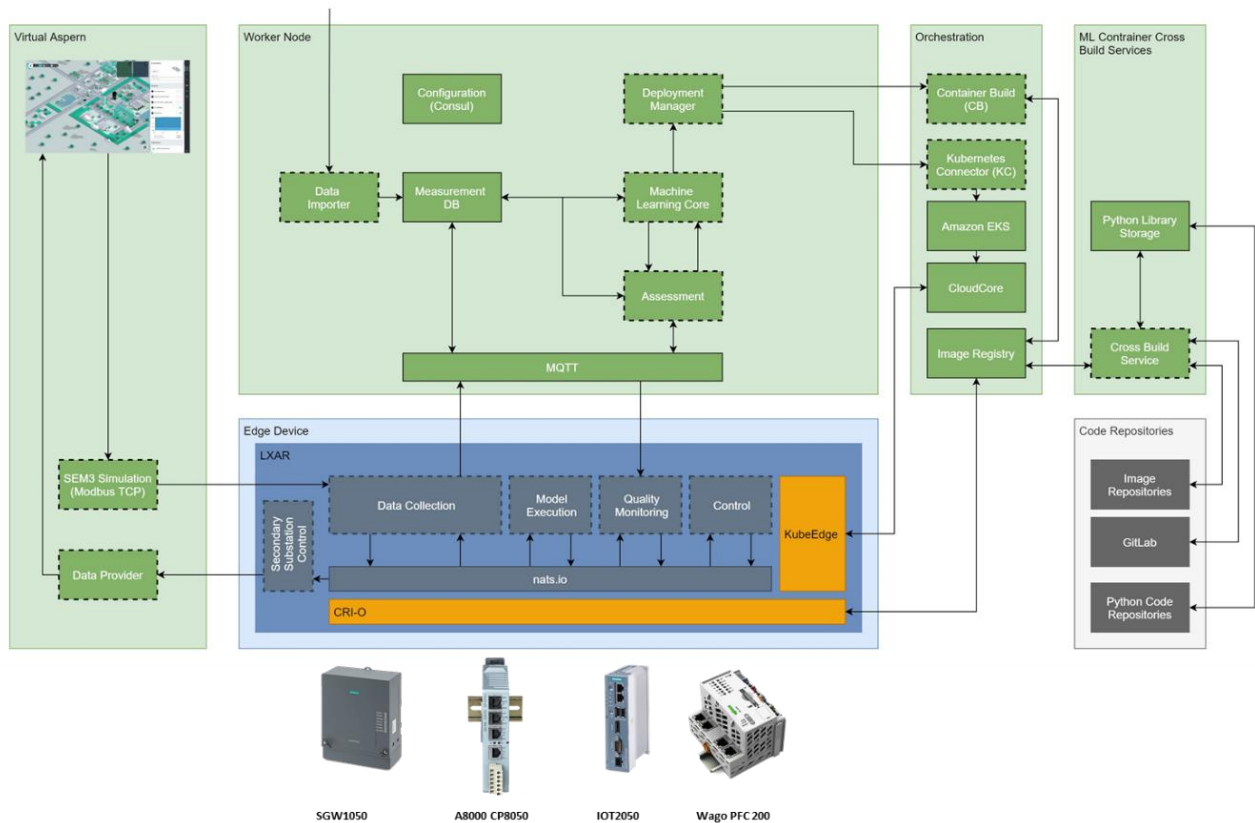 Virtual Aspern
Worker Node
Configuration
(Consul)
Deployment
Manager
Data
Importer
Measurement
DB
Machine
Learning Core
Assessment
MQTT
Orchestration
Container Build
(CB)
Kubernetes
Connector (KC)
Amazon EKS
CloudCore
Image Registry
ML Contrainer Cross
Build Services
Python Library
Storage
Cross Build
Service
SEM3 Simulation
(Modbus TCP)
Data Provider
Edge Device
LXAR
Secondary
Substation
Control
Data Collection
Model
Execution
Quality
Monitoring
Control
KubeEdge
nats.io
CRI-O
Code Repositories
Image
Repositories
GitLab
Python Code
Repositories
SGW1050
A8000 CP8050
IOT2050
Wago PFC 200